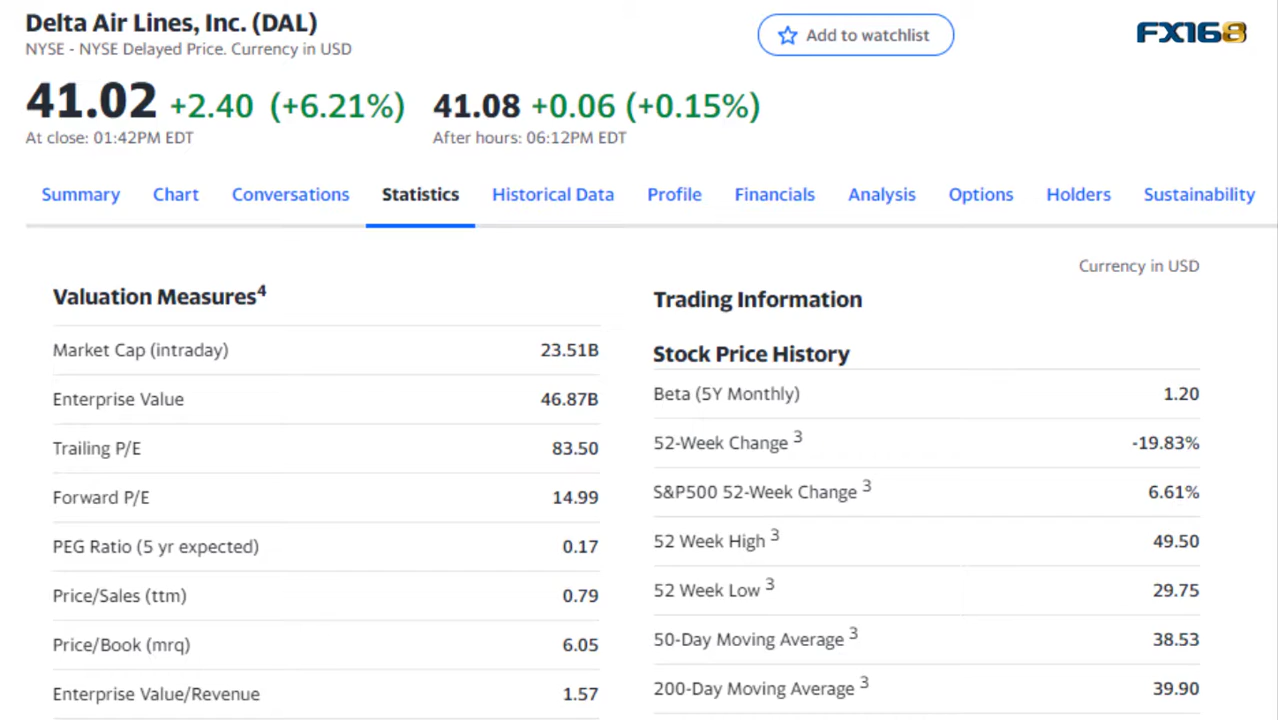 Delta Air Lines, Inc. (DAL)
NYSE - NYSE Delayed Price. Currency in USD
Add to watchlist
FX168
41.02 +2.40 (+6.21%) 41.08 +0.06 (+0.15%)
At close: 01:42PM EDT After hours: 06:12PM EDT
Summary Chart Conversations Statistics Historical Data Profile Financials Analysis Options Holders Sustainability
Currency in USD
Valuation Measures4
Market Cap (intraday) 23.51B
Enterprise Value 46.87B
Trailing P/E 83.50
Forward P/E 14.99
PEG Ratio (5 yr expected) 0.17
Price/Sales (ttm) 0.79
Price/Book (mrq) 6.05
Enterprise Value/Revenue 1.57
Trading Information
Stock Price History
Beta (5Y Monthly) 1.20
52-Week Change 3 -19.83%
S&P500 52-Week Change 3 6.61%
52 Week High 3 49.50
52 Week Low 3 29.75
50-Day Moving Average 3 38.53
200-Day Moving Average 3 39.90